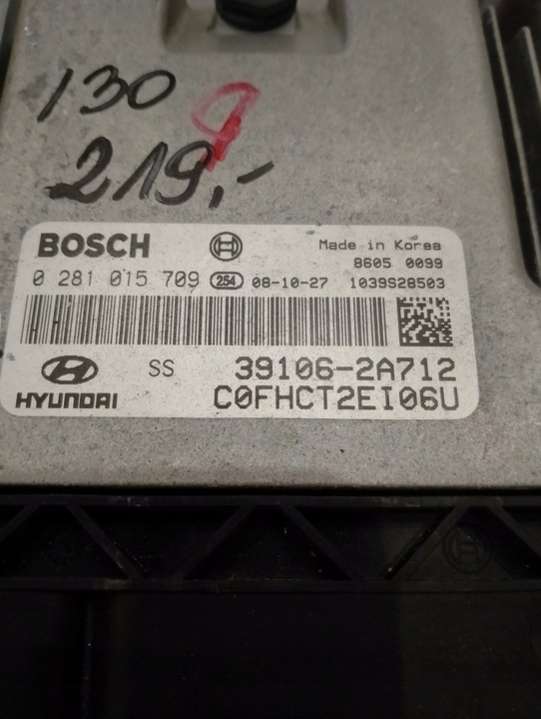 130
9
219,-
BOSCH
Made in Korea
8605 0099
0 281 015 709 254 08-10-27 1039S28503
SS 39106-2A712
HYUNDAI C0FHCT2EI06U